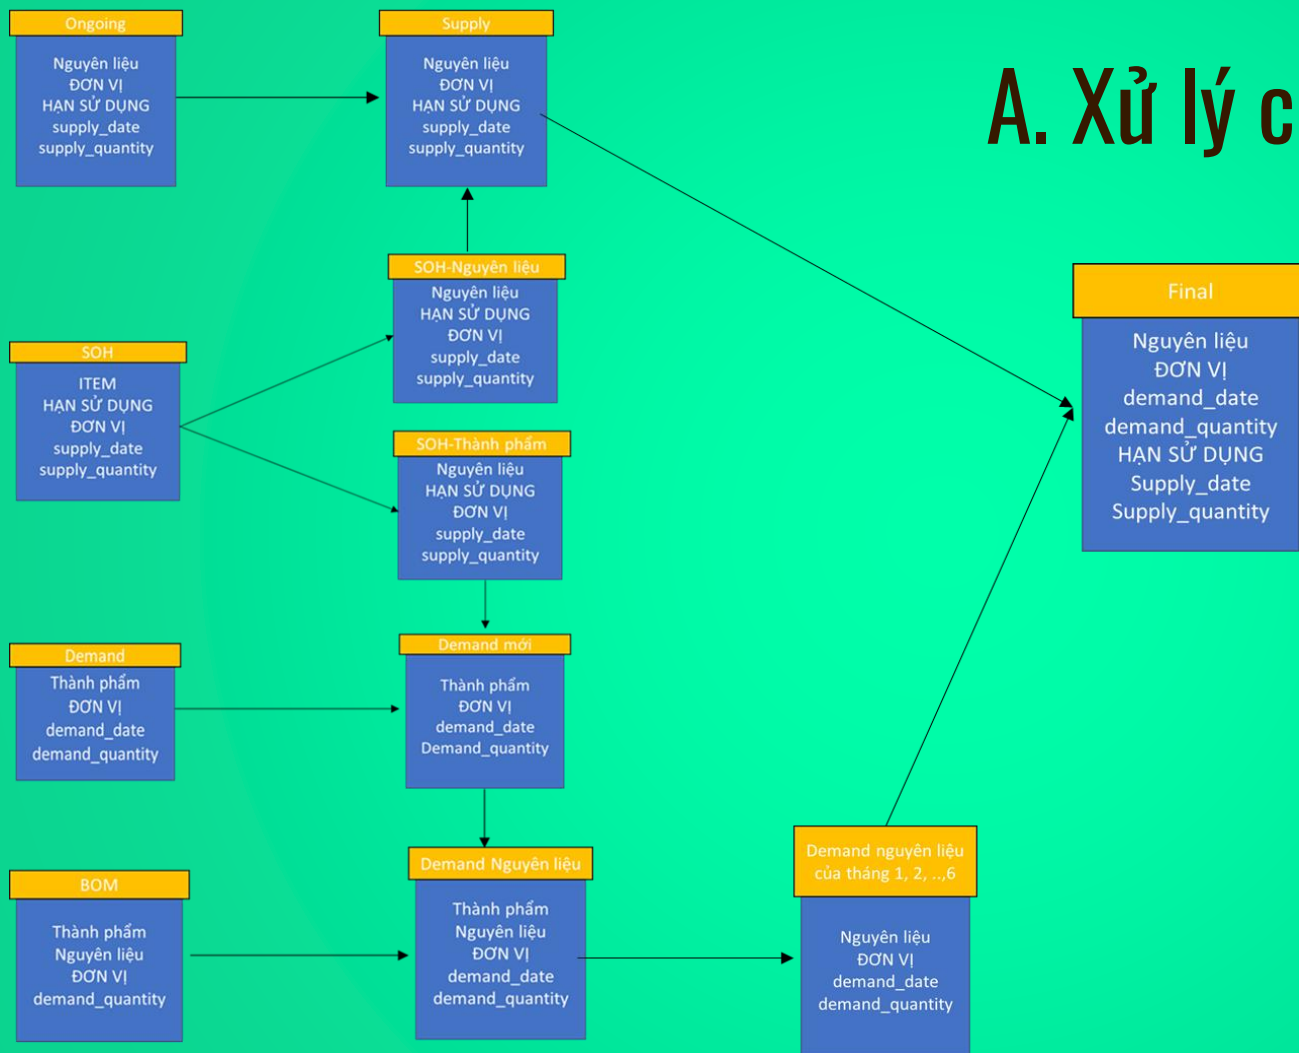 Ongoing
Nguyên liệu
ĐƠN VỊ
HẠN SỬ DỤNG
supply_date
supply_quantity
Supply
Nguyên liệu
ĐƠN VỊ
HẠN SỬ DỤNG
supply_date
supply_quantity
A. Xử lý c
SOH-Nguyên liệu
Nguyên liệu
HẠN SỬ DỤNG
ĐƠN VỊ
supply_date
supply_quantity
Final
Nguyên liệu
ĐƠN VỊ
demand_date
demand_quantity
HẠN SỬ DỤNG
Supply_date
Supply_quantity
SOH
ITEM
HẠN SỬ DỤNG
ĐƠN VỊ
supply_date
supply_quantity
SOH-Thành phẩm
Nguyên liệu
HẠN SỬ DỤNG
ĐƠN VỊ
supply_date
supply_quantity
Demand
Thành phẩm
ĐƠN VỊ
demand_date
demand_quantity
Demand mới
Thành phẩm
ĐƠN VỊ
demand_date
Demand_quantity
BOM
Thành phẩm
Nguyên liệu
ĐƠN VỊ
demand_quantity
Demand Nguyên liệu
Thành phẩm
Nguyên liệu
ĐƠN VỊ
demand_date
demand_quantity
Demand nguyên liệu
của tháng 1, 2, ..,6
Nguyên liệu
ĐƠN VỊ
demand_date
demand_quantity